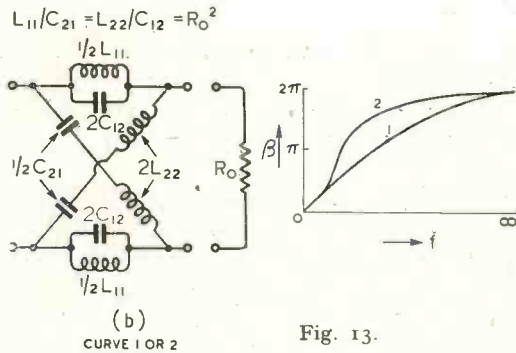 L₁₁/C₂₁ = L₂₂/C₁₂ = R₀²
½L₁₁
2C₁₂
½C₂₁
2L₂₂
R₀
2C₁₂
½L₁₁
(b)
CURVE 1 OR 2
2π
2
1
β
π
O
f
∞
Fig. 13.